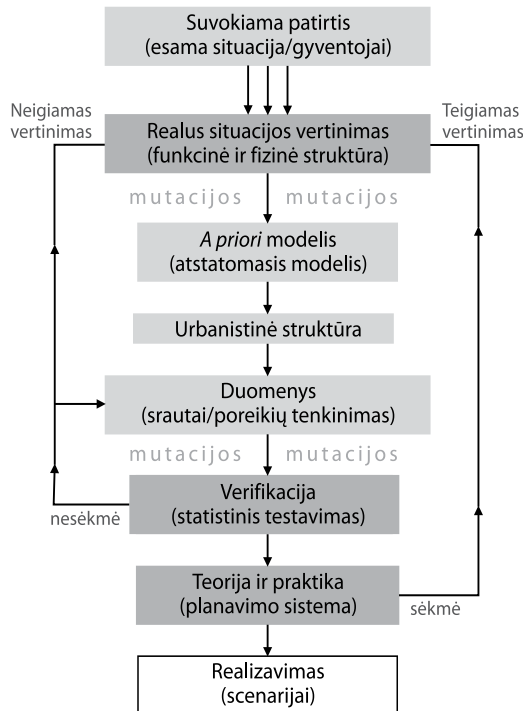 Suvokiama patirtis
(esama situacija/gyventojai)
Neigiamas
vertinimas
Teigiamas
vertinimas
Realus situacijos vertinimas
(funkcinė ir fizinė struktūra)
mutacijos mutacijos
A priori modelis
(atstatomasis modelis)
Urbanistinė struktūra
Duomenys
(srautai/poreikių tenkinimas)
mutacijos mutacijos
Verifikacija
(statistinis testavimas)
nesėkmė
Teorija ir praktika
(planavimo sistema)
sėkmė
Realizavimas
(scenarijai)